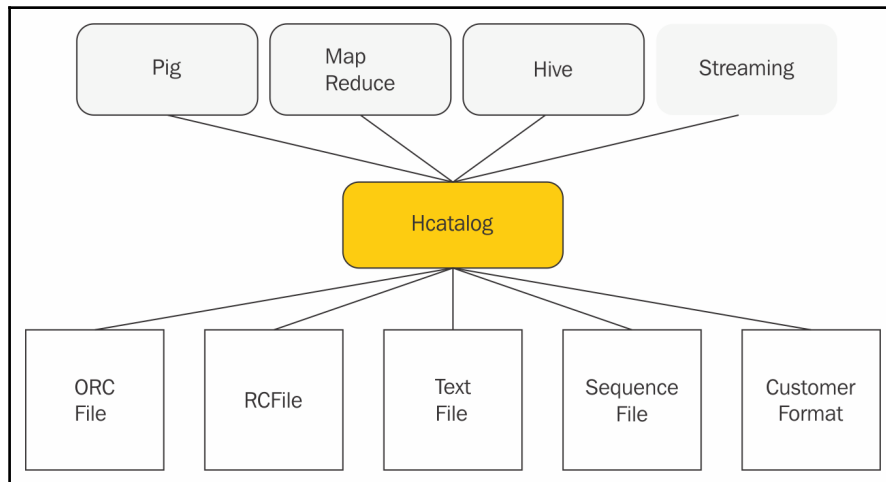 Pig
Map
Reduce
Hive
Streaming
Hcatalog
ORC
File
RCFile
Text
File
Sequence
File
Customer
Format